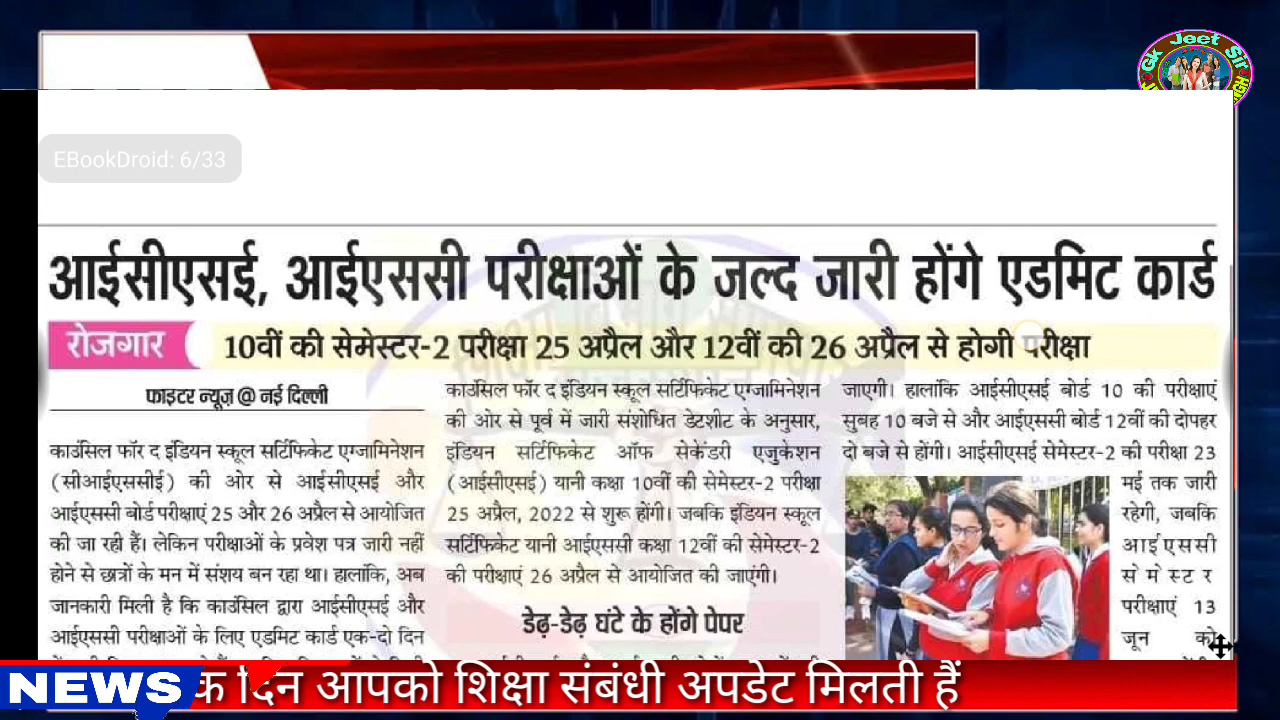 Gk Jeet Sir
EBookDroid: 6/33
आईसीएसई, आईएससी परीक्षाओं के जल्द जारी होंगे एडमिट कार्ड
रोजगार
10वीं की सेमेस्टर-2 परीक्षा 25 अप्रैल और 12वीं की 26 अप्रैल से होगी परीक्षा
फाइटर न्यूज़ @ नई दिल्ली
काउंसिल फॉर द इंडियन स्कूल सर्टिफिकेट एग्जामिनेशन
(सीआईएससीई) की ओर से आईसीएसई और
आईएससी बोर्ड परीक्षाएं 25 और 26 अप्रैल से आयोजित
की जा रही हैं। लेकिन परीक्षाओं के प्रवेश पत्र जारी नहीं
होने से छात्रों के मन में संशय बन रहा था। हालांकि, अब
जानकारी मिली है कि काउंसिल द्वारा आईसीएसई और
आईएससी परीक्षाओं के लिए एडमिट कार्ड एक-दो दिन
काउंसिल फॉर द इंडियन स्कूल सर्टिफिकेट एग्जामिनेशन
की ओर से पूर्व में जारी संशोधित डेटशीट के अनुसार,
इंडियन सर्टिफिकेट ऑफ सेकेंडरी एजुकेशन
(आईसीएसई) यानी कक्षा 10वीं की सेमेस्टर-2 परीक्षा
25 अप्रैल, 2022 से शुरू होंगी। जबकि इंडियन स्कूल
सर्टिफिकेट यानी आईएससी कक्षा 12वीं की सेमेस्टर-2
की परीक्षाएं 26 अप्रैल से आयोजित की जाएंगी।
डेढ़-डेढ़ घंटे के होंगे पेपर
जाएगी। हालांकि आईसीएसई बोर्ड 10 की परीक्षाएं
सुबह 10 बजे से और आईएससी बोर्ड 12वीं की दोपहर
दो बजे से होंगी। आईसीएसई सेमेस्टर-2 की परीक्षा 23
मई तक जारी
रहेगी, जबकि
आईएससी
सेमेस्टर
परीक्षाएं 13
जून को
NEWS
क दिन आपको शिक्षा संबंधी अपडेट मिलती हैं